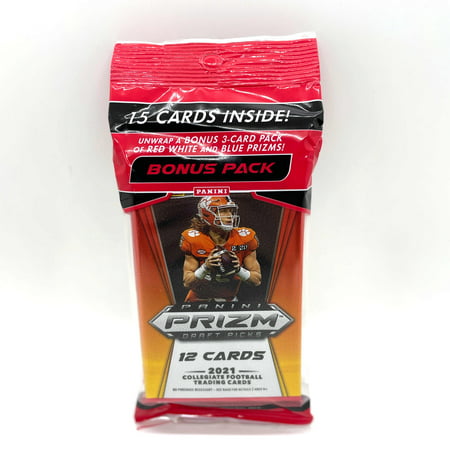 15 CARDS INSIDE!
UNWRAP A BONUS 3-CARD PACK
OF RED WHITE AND BLUE PRIZMS!
BONUS PACK
PANINI
PANINI
PRIZM
DRAFT PICKS
12 CARDS
2021
COLLEGIATE FOOTBALL
TRADING CARDS